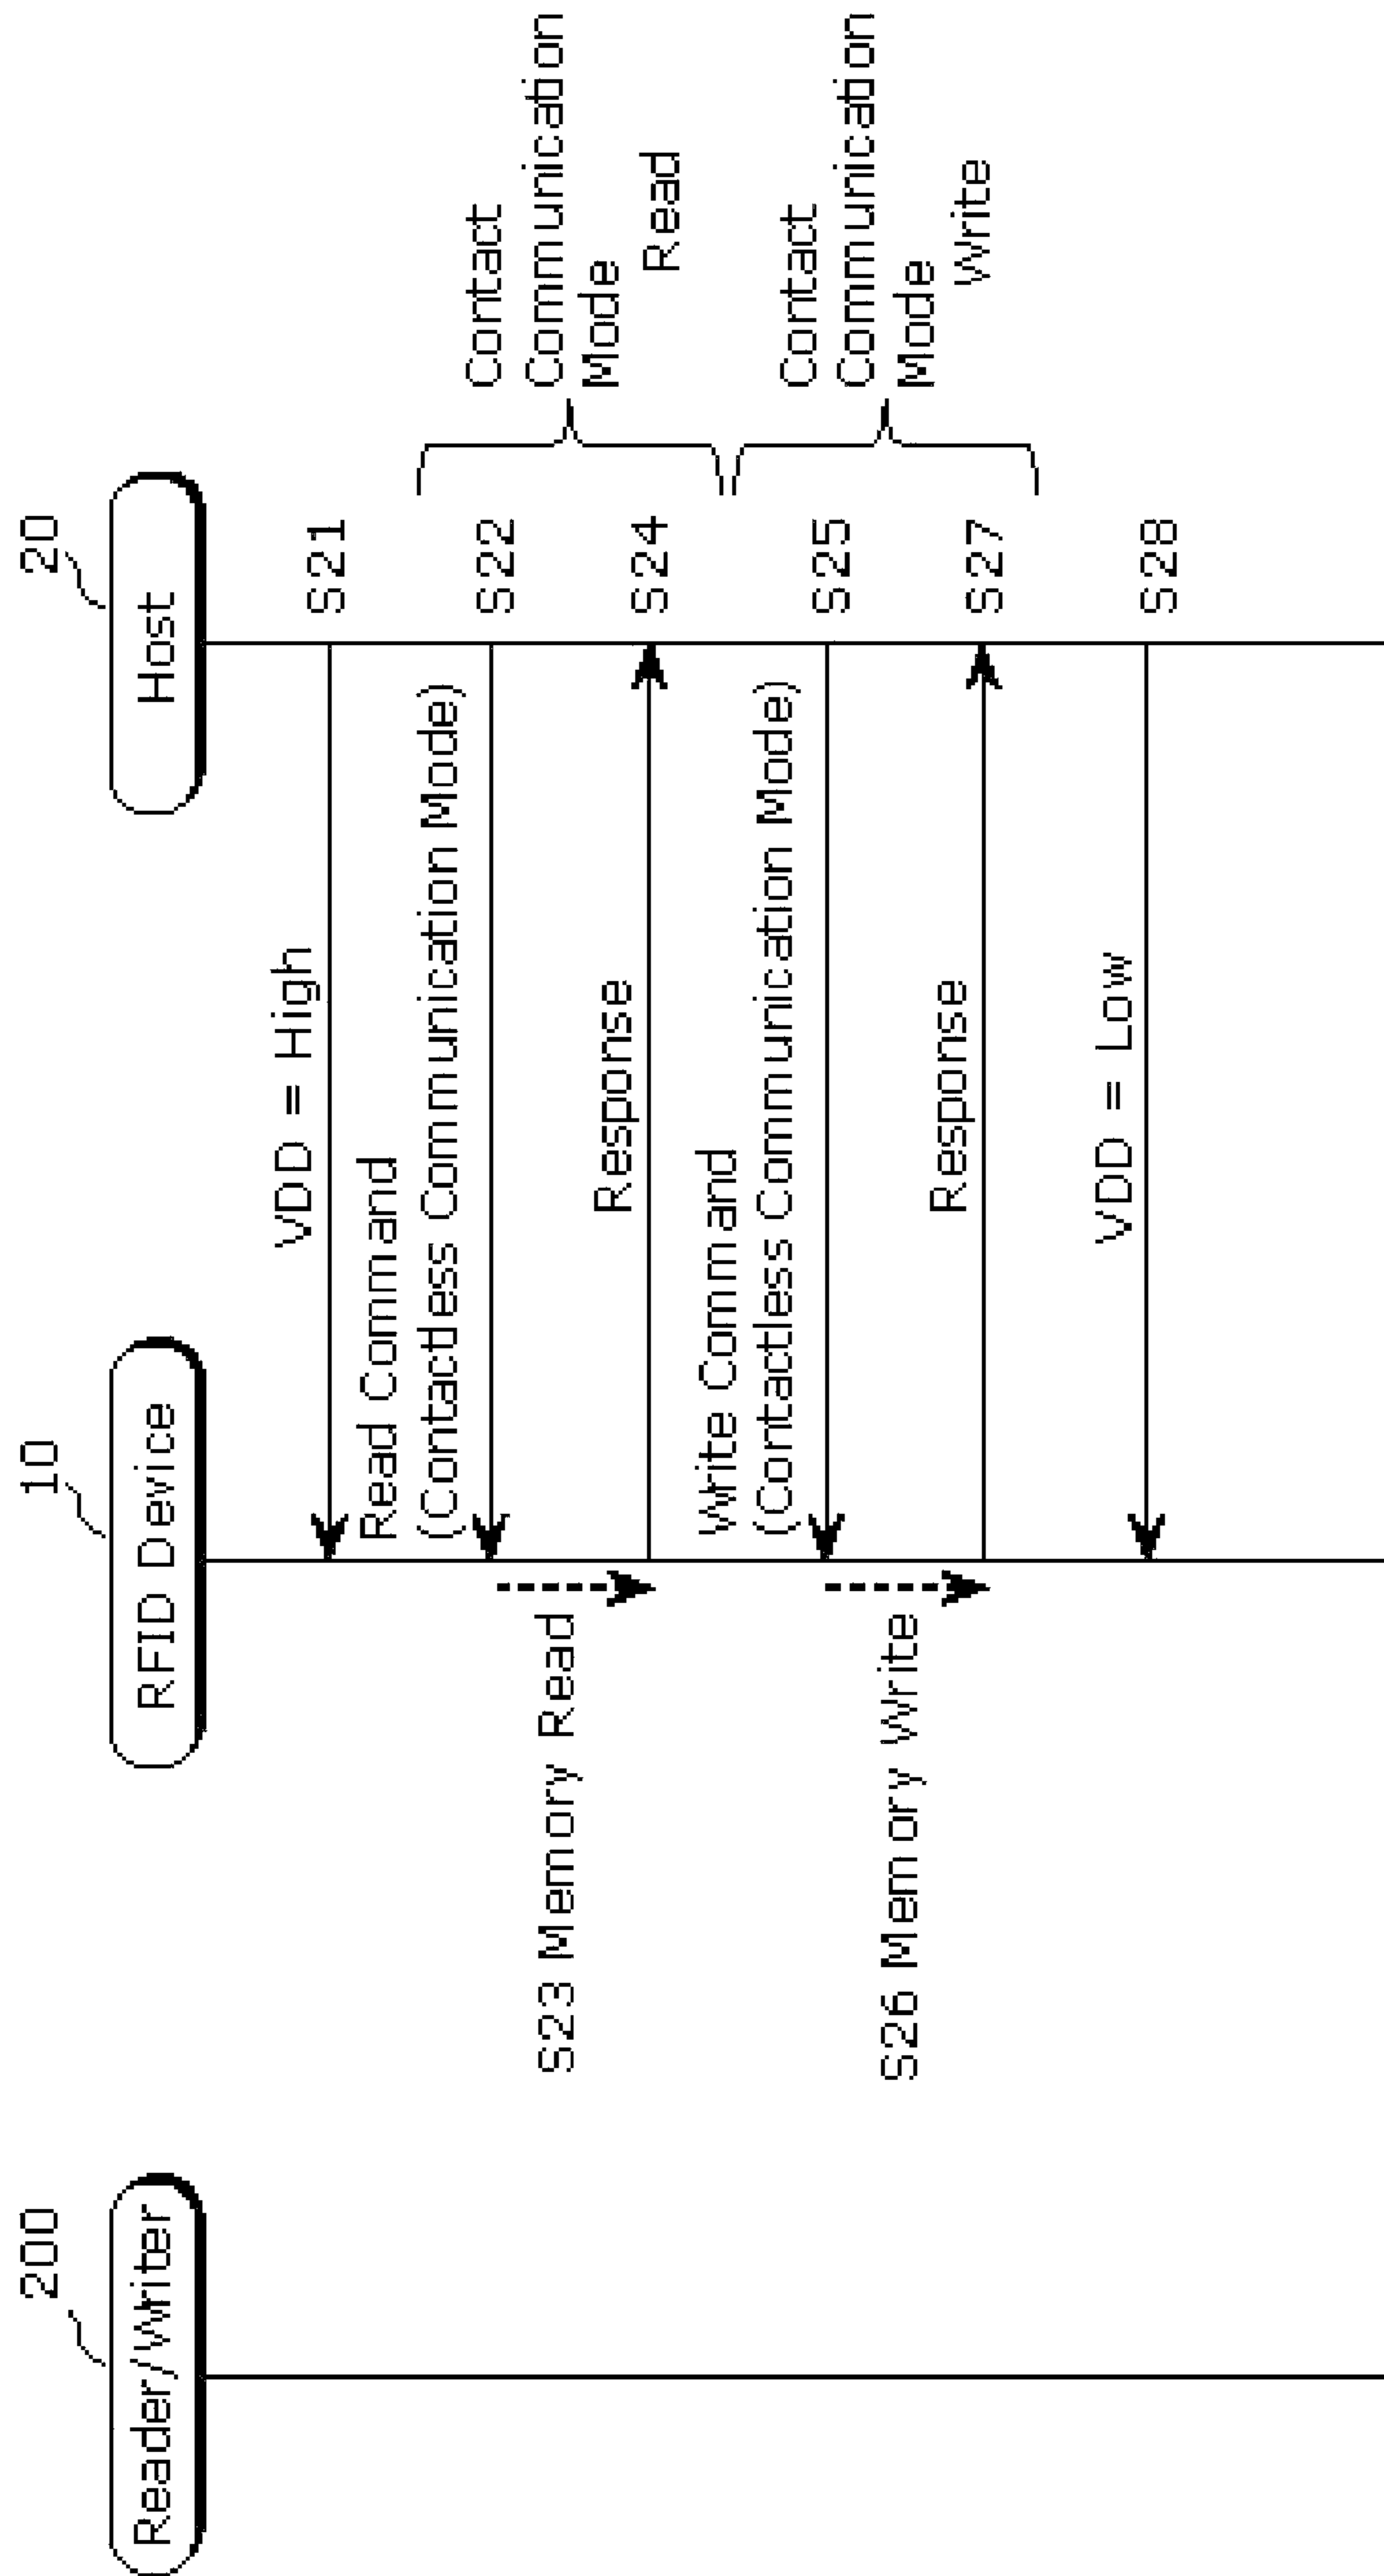 200
10
20
Reader/Writer
RFID Device
Host
VDD = High
S21
Read Command
(Contactless Communication Mode)
S22
Contact
Communication
Mode
Read
S23 Memory Read
Response
S24
Write Command
(Contactless Communication Mode)
S25
Contact
Communication
Mode
Write
S26 Memory Write
Response
S27
VDD = Low
S28